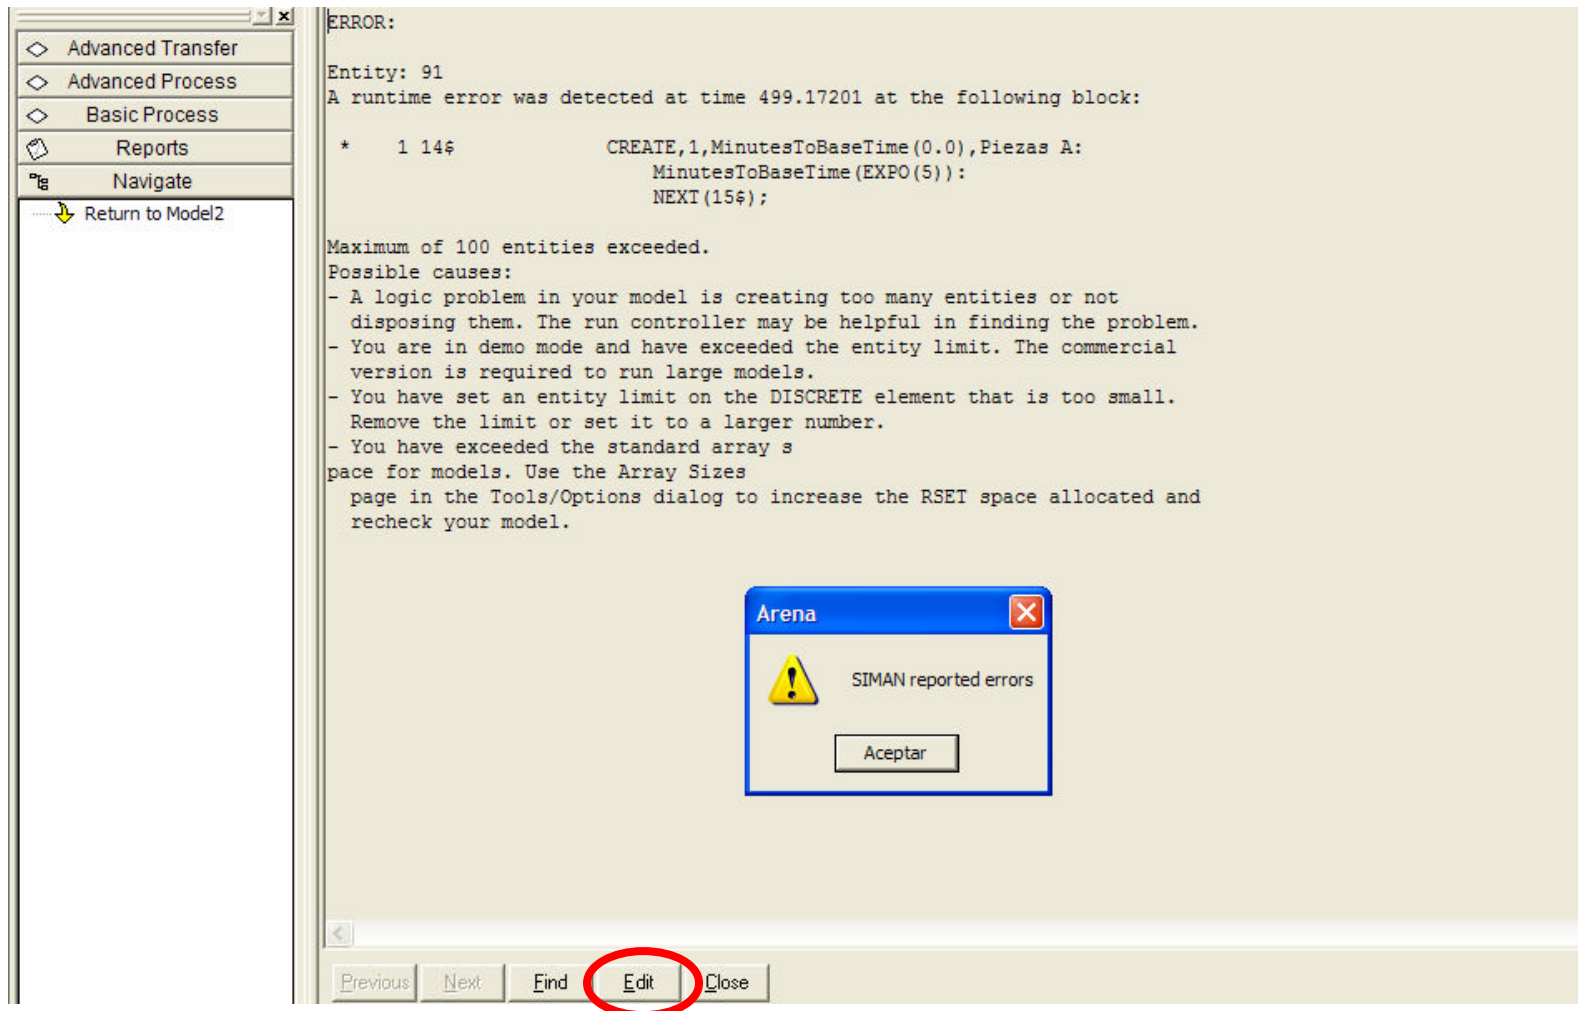 Advanced Transfer
Advanced Process
Basic Process
Reports
Navigate
Return to Model2
ERROR:
Entity: 91
A runtime error was detected at time 499.17201 at the following block:
* 1 14$ CREATE,1,MinutesToBaseTime(0.0),Piezas A:
MinutesToBaseTime(EXPO(5)):
NEXT(15$);
Maximum of 100 entities exceeded.
Possible causes:
- A logic problem in your model is creating too many entities or not
disposing them. The run controller may be helpful in finding the problem.
- You are in demo mode and have exceeded the entity limit. The commercial
version is required to run large models.
- You have set an entity limit on the DISCRETE element that is too small.
Remove the limit or set it to a larger number.
- You have exceeded the standard array s
pace for models. Use the Array Sizes
page in the Tools/Options dialog to increase the RSET space allocated and
recheck your model.
Arena
SIMAN reported errors
Aceptar
Previous Next Find Edit Close